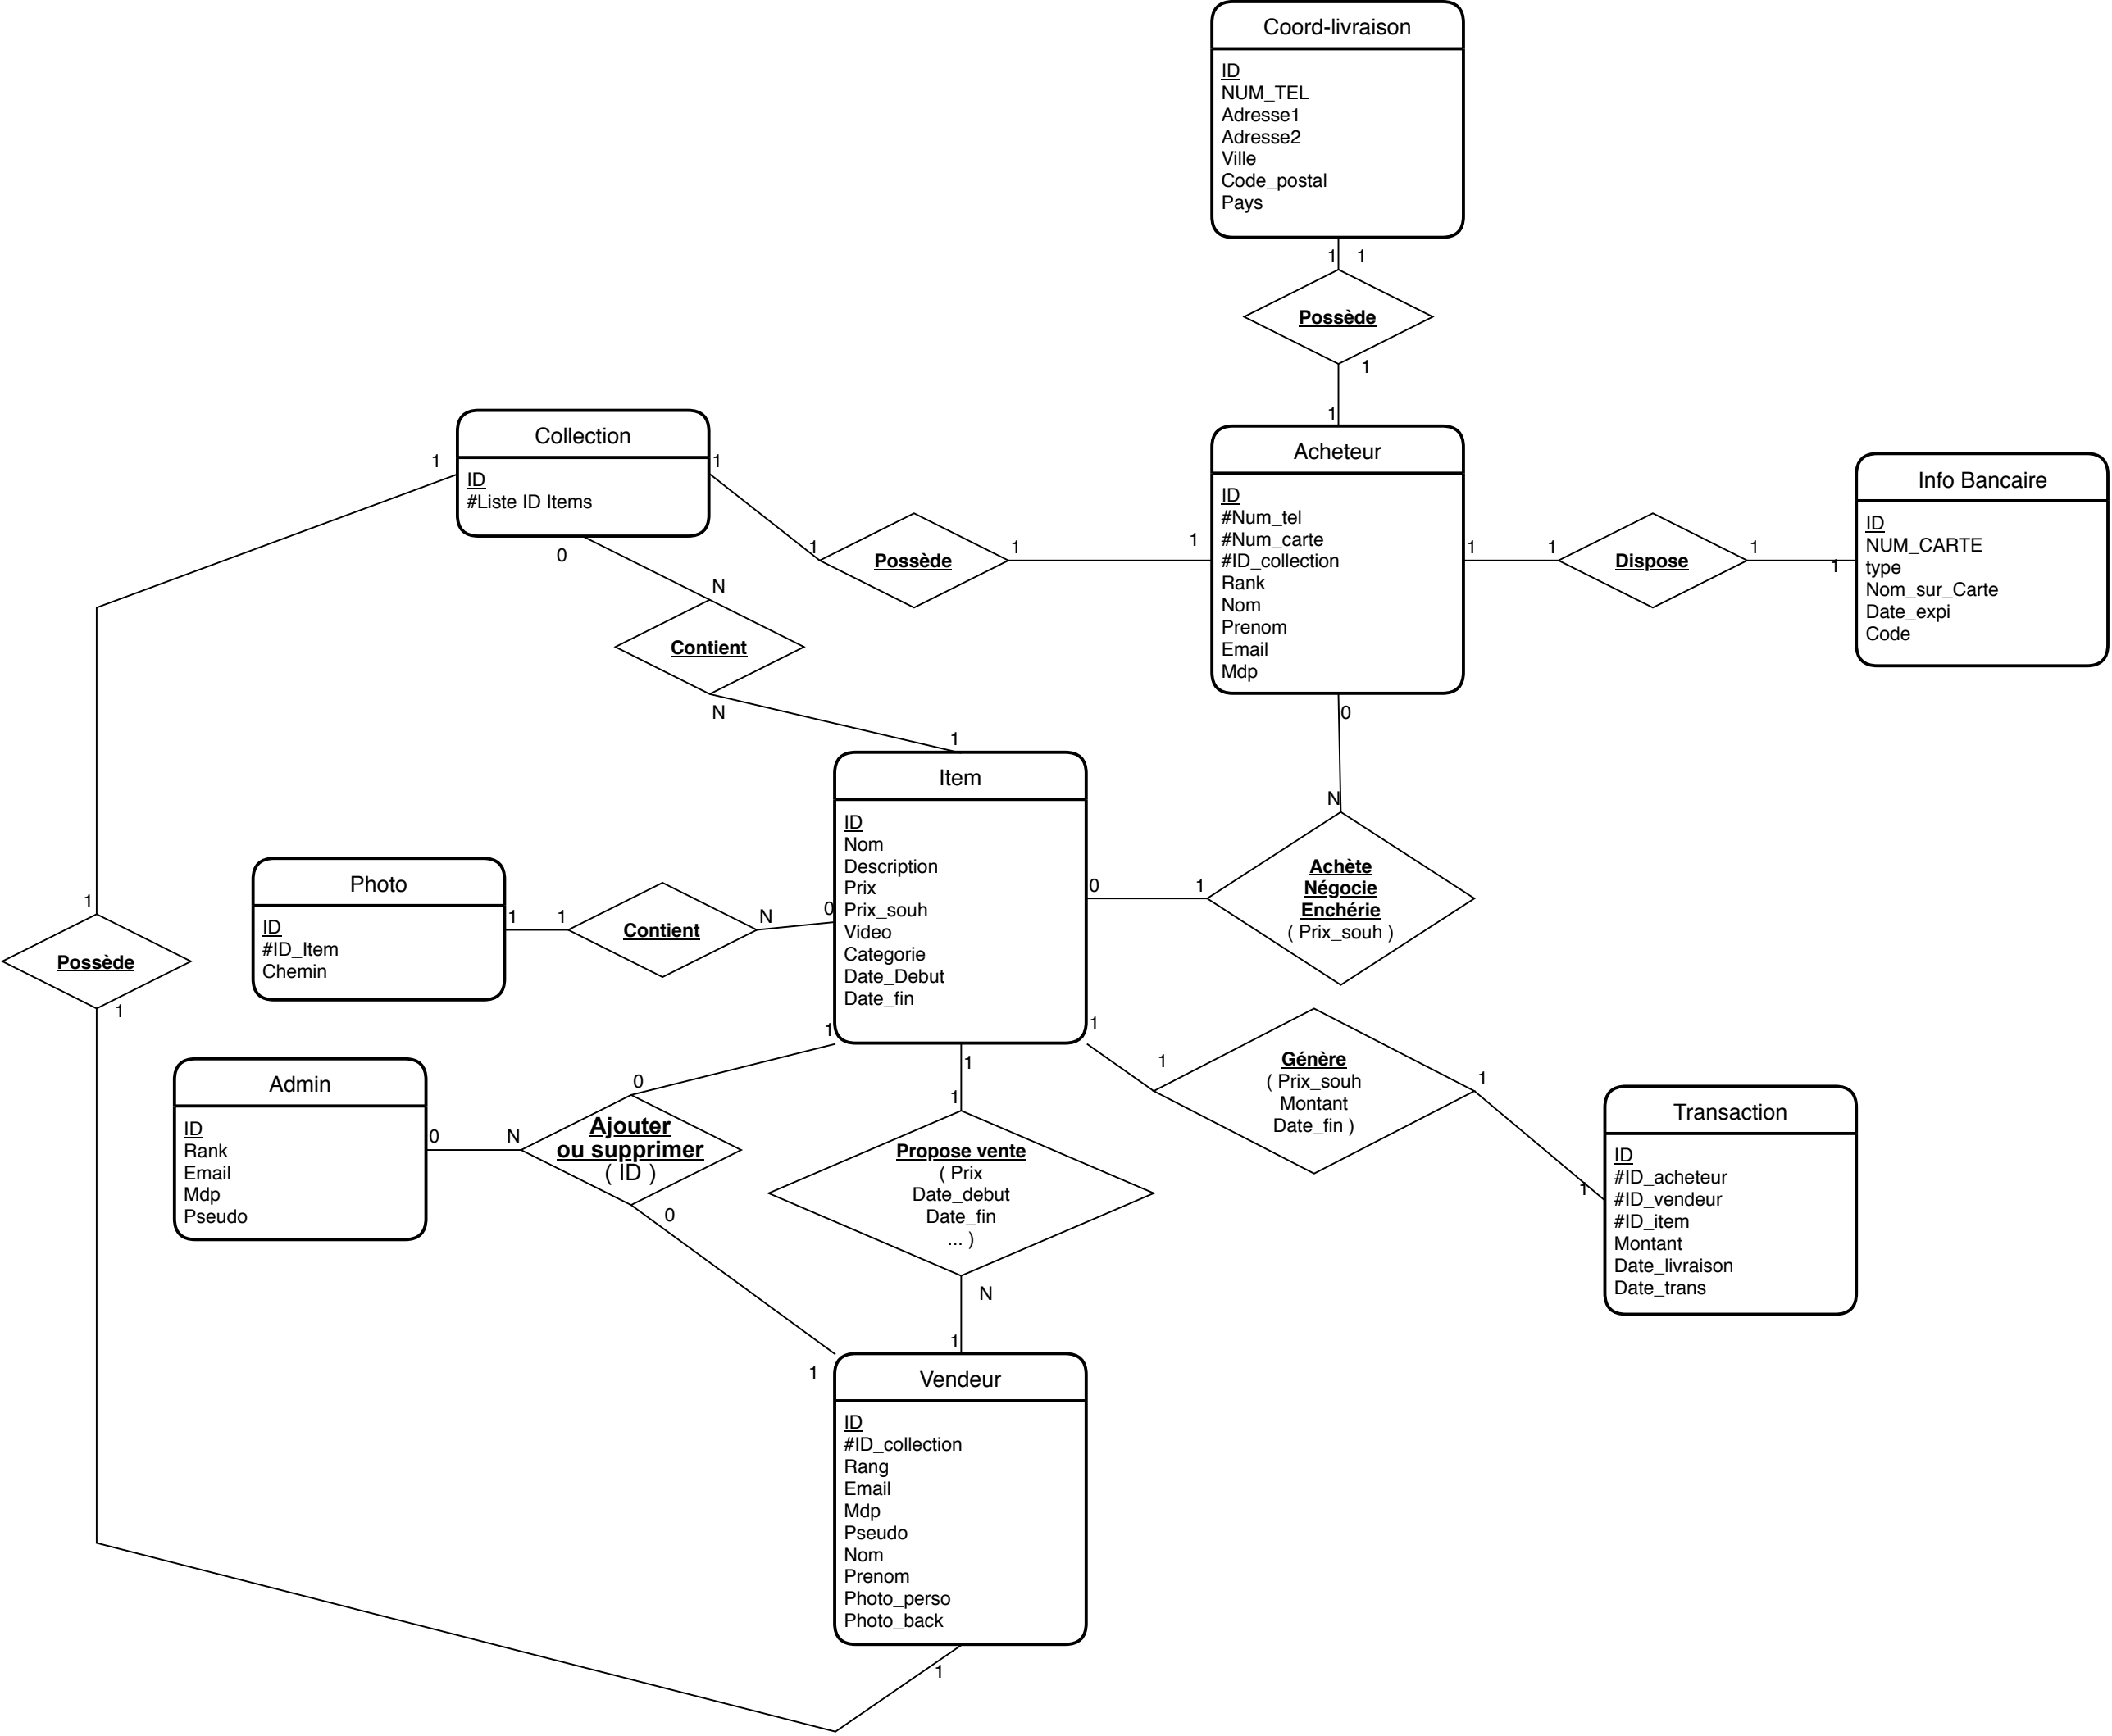 Coord-livraison
ID
NUM_TEL
Adresse1
Adresse2
Ville
Code_postal
Pays
1 1
Possède
1
1
Collection
ID
#Liste ID Items
1
1
0
1
Possède
1
1
Acheteur
ID
#Num_tel
#Num_carte
#ID_collection
Rank
Nom
Prenom
Email
Mdp
1
1
Dispose
1
1
Info Bancaire
ID
NUM_CARTE
type
Nom_sur_Carte
Date_expi
Code
N
Contient
N
1
0
N
Item
ID
Nom
Description
Prix
Prix_souh
Video
Categorie
Date_Debut
Date_fin
0
1
Achète
Négocie
Enchérie
( Prix_souh )
Photo
ID
#ID_Item
Chemin
1
1
Contient
N
0
1
Possède
1
1
1
1
1
Génère
( Prix_souh
Montant
Date_fin )
1
1
Transaction
ID
#ID_acheteur
#ID_vendeur
#ID_item
Montant
Date_livraison
Date_trans
Admin
ID
Rank
Email
Mdp
Pseudo
0
N
0
Ajouter
ou supprimer
( ID )
0
1
1
Propose vente
( Prix
Date_debut
Date_fin
... )
N
1
Vendeur
ID
#ID_collection
Rang
Email
Mdp
Pseudo
Nom
Prenom
Photo_perso
Photo_back
1